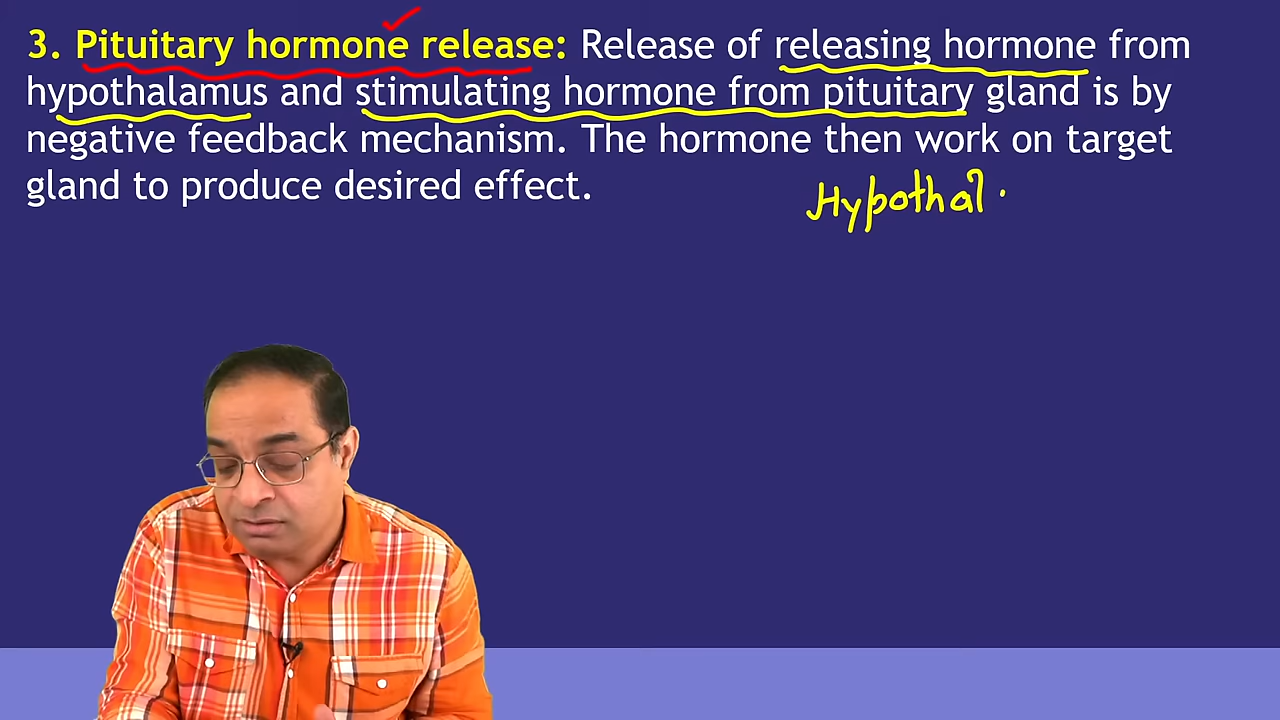 3. Pituitary hormone release: Release of releasing hormone from
hypothalamus and stimulating hormone from pituitary gland is by
negative feedback mechanism. The hormone then work on target
gland to produce desired effect.
Hypothal.